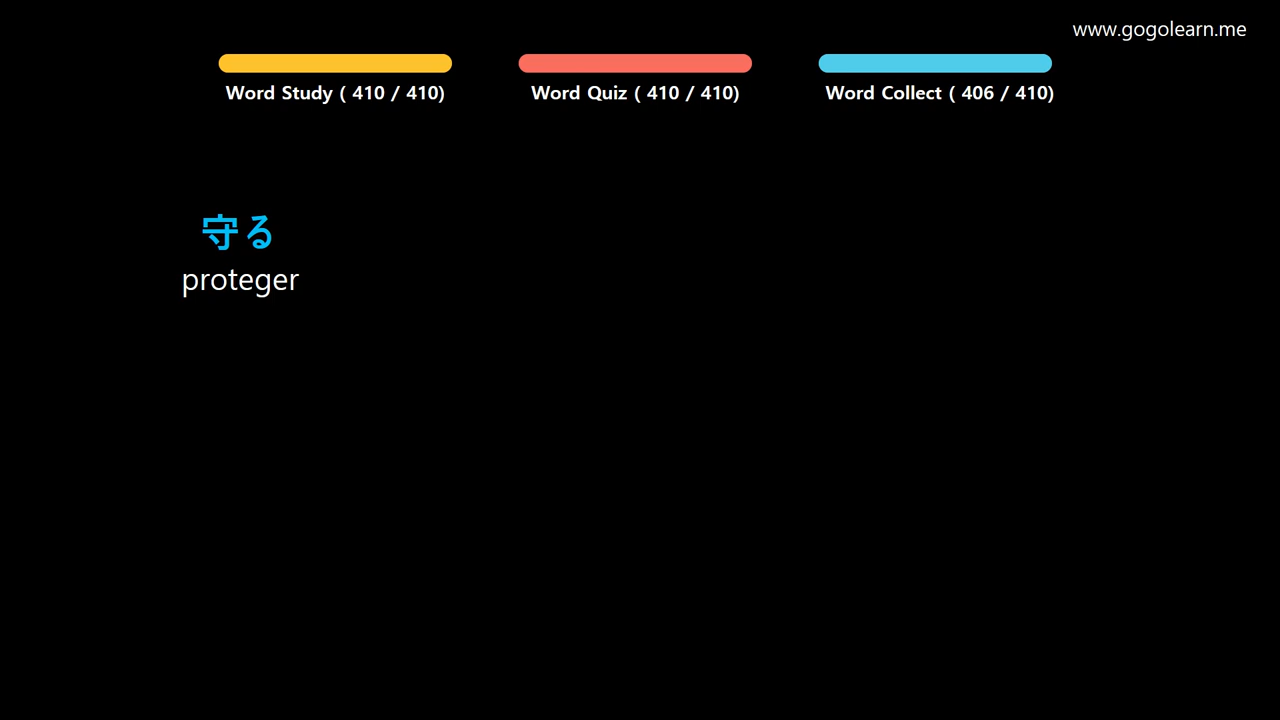 www.gogolearn.me
Word Study ( 410 / 410)
Word Quiz ( 410 / 410)
Word Collect ( 406 / 410)
守る
proteger